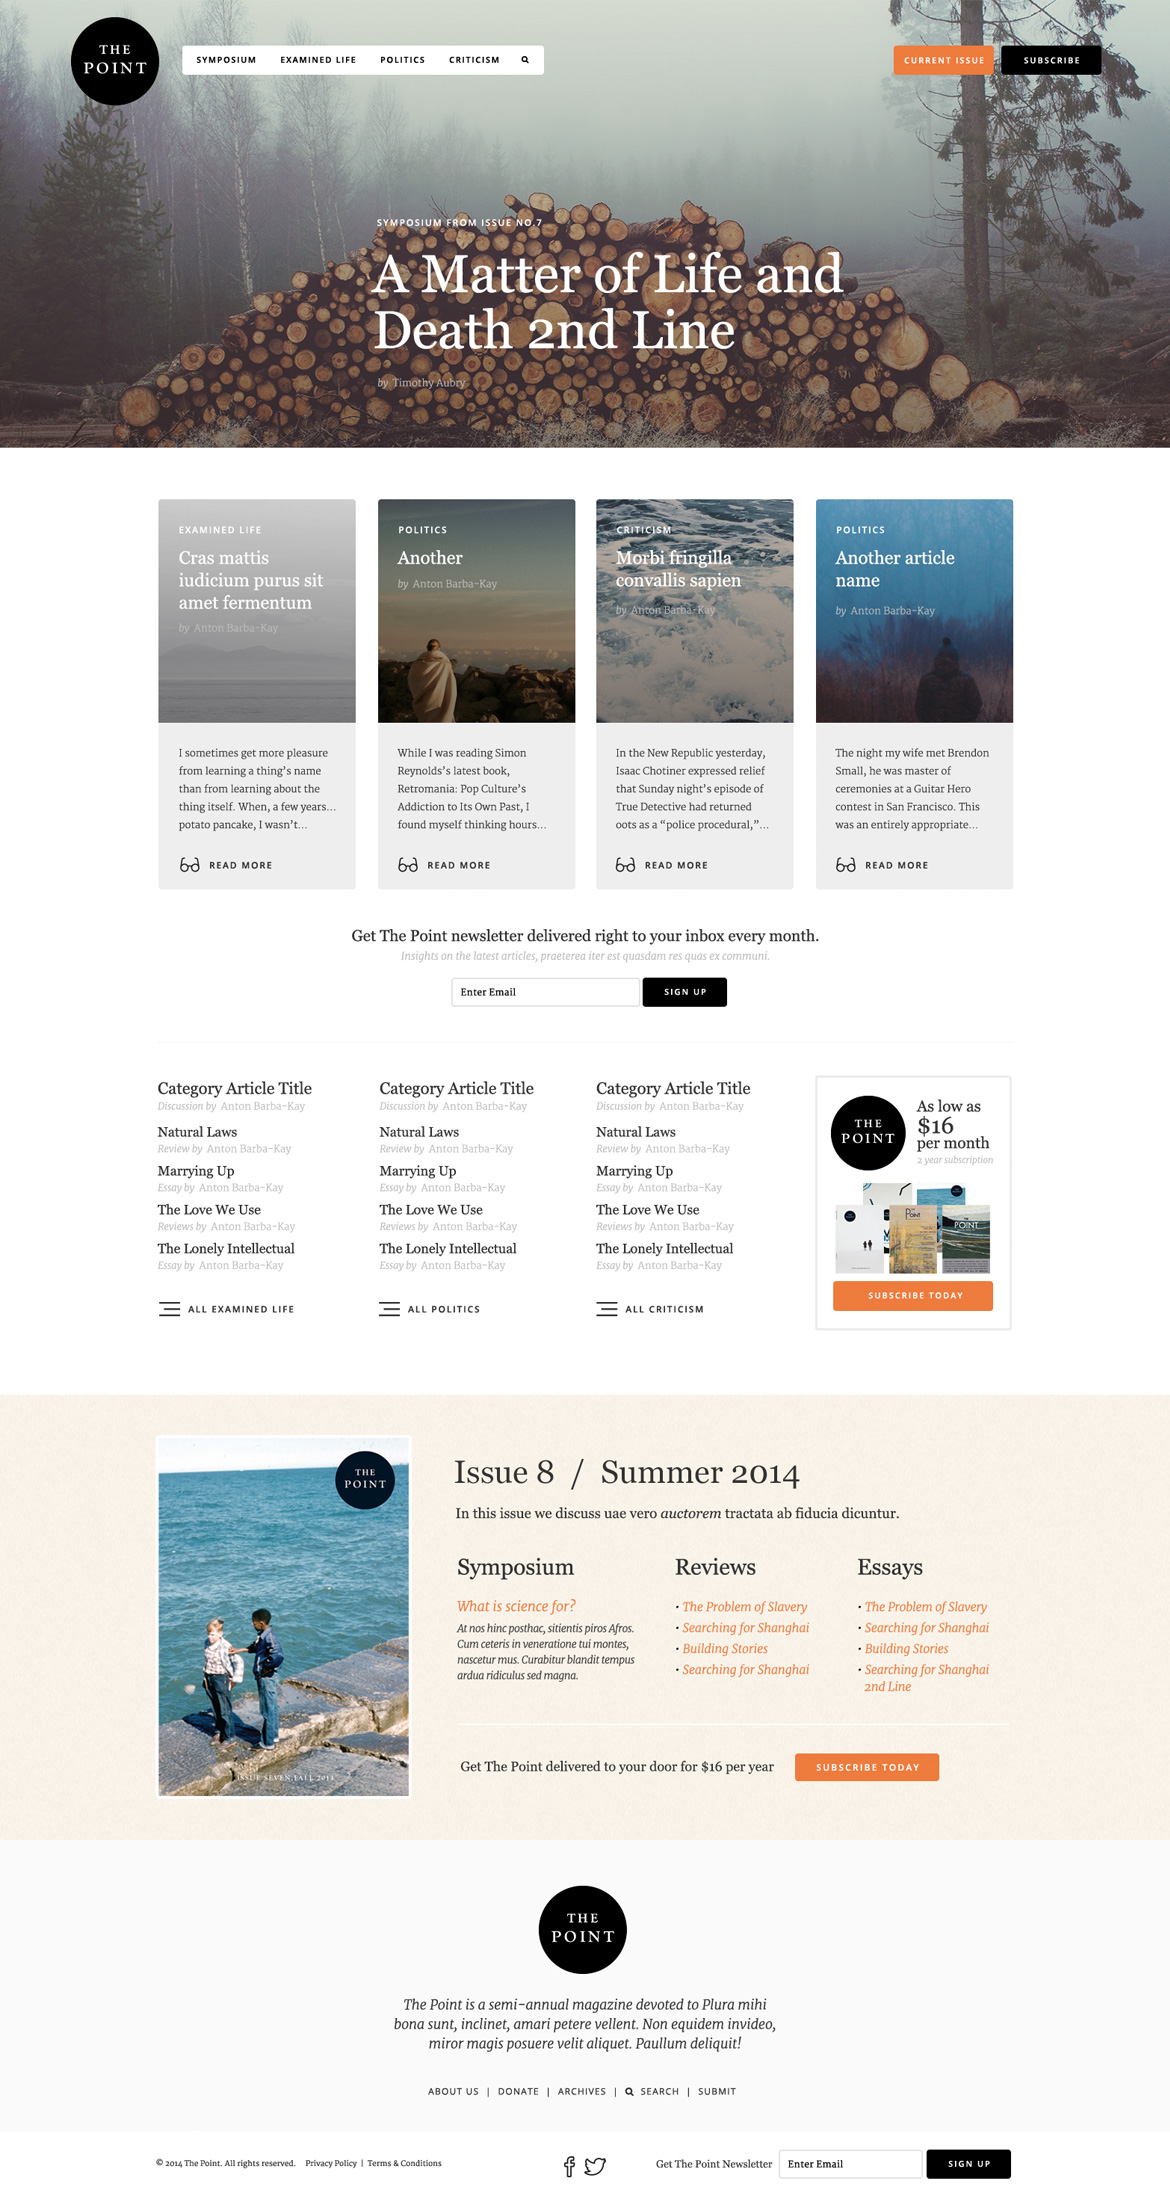 THE
POINT
SYMPOSIUM
EXAMINED LIFE
POLITICS
CRITICISM
CURRENT ISSUE
SUBSCRIBE
SYMPOSIUM FROM ISSUE NO.7
A Matter of Life and
Death 2nd Line
by Timothy Aubry
EXAMINED LIFE
Cras mattis
iudicium purus sit
amet fermentum
by Anton Barba-Kay
I sometimes get more pleasure
from learning a thing's name
than from learning about the
thing itself. When, a few years...
potato pancake, I wasn't...
READ MORE
POLITICS
Another
by Anton Barba-Kay
While I was reading Simon
Reynolds's latest book,
Retromania: Pop Culture's
Addiction to Its Own Past, I
found myself thinking hours...
READ MORE
CRITICISM
Morbi fringilla
convallis sapien
by Anton Barba-Kay
In the New Republic yesterday,
Isaac Chotiner expressed relief
that Sunday night's episode of
True Detective had returned
oots as a “police procedural,”...
READ MORE
POLITICS
Another article
name
by Anton Barba-Kay
The night my wife met Brendon
Small, he was master of
ceremonies at a Guitar Hero
contest in San Francisco. This
was an entirely appropriate...
READ MORE
Get The Point newsletter delivered right to your inbox every month.
Insights on the latest articles, praeterea iter est quasdam res quas ex communi.
Enter Email
SIGN UP
Category Article Title
Discussion by Anton Barba-Kay
Natural Laws
Review by Anton Barba-Kay
Marrying Up
Essay by Anton Barba-Kay
The Love We Use
Reviews by Anton Barba-Kay
The Lonely Intellectual
Essay by Anton Barba-Kay
ALL EXAMINED LIFE
Category Article Title
Discussion by Anton Barba-Kay
Natural Laws
Review by Anton Barba-Kay
Marrying Up
Essay by Anton Barba-Kay
The Love We Use
Reviews by Anton Barba-Kay
The Lonely Intellectual
Essay by Anton Barba-Kay
ALL POLITICS
Category Article Title
Discussion by Anton Barba-Kay
Natural Laws
Review by Anton Barba-Kay
Marrying Up
Essay by Anton Barba-Kay
The Love We Use
Reviews by Anton Barba-Kay
The Lonely Intellectual
Essay by Anton Barba-Kay
ALL CRITICISM
THE
POINT
As low as
$16
per month
2 year subscription
POINT
POINT
SUBSCRIBE TODAY
THE
POINT
ISSUE SEVEN FALL 2011
Issue 8 / Summer 2014
In this issue we discuss uae vero auctorem tractata ab fiducia dicuntur.
Symposium
What is science for?
At nos hinc posthac, sitientis piros Afros.
Cum ceteris in veneratione tui montes,
nascetur mus. Curabitur blandit tempus
ardua ridiculus sed magna.
Reviews
• The Problem of Slavery
• Searching for Shanghai
• Building Stories
• Searching for Shanghai
Essays
• The Problem of Slavery
• Searching for Shanghai
• Building Stories
• Searching for Shanghai
2nd Line
Get The Point delivered to your door for $16 per year
SUBSCRIBE TODAY
THE
POINT
The Point is a semi-annual magazine devoted to Plura mihi
bona sunt, inclinet, amari petere vellent. Non equidem invideo,
miror magis posuere velit aliquet. Paullum deliquit!
ABOUT US | DONATE | ARCHIVES | SEARCH | SUBMIT
© 2014 The Point. All rights reserved. Privacy Policy | Terms & Conditions
Get The Point Newsletter
Enter Email
SIGN UP